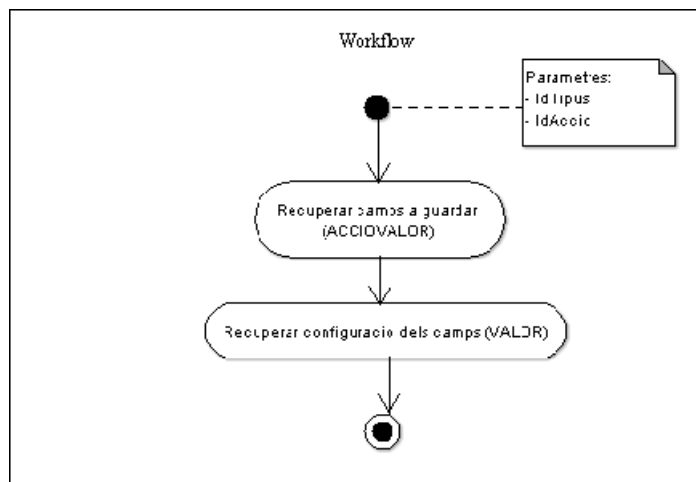 Workflow
Parametres:
- IdTipus
- IdAccio
Recuperar camps a guardar
(ACCIOVALOR)
Recuperar configuracio dels camps (VALOR)